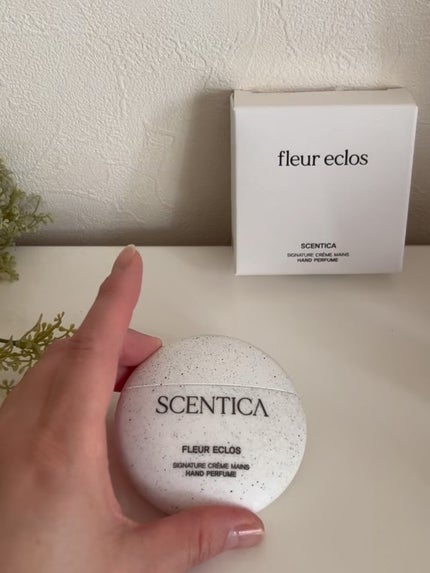 fleur eclos
SCENTICA
SIGNATURE CRÈME MAINS
HAND PERFUME
SCENTICA
FLEUR ECLOS
SIGNATURE CRÈME MAINS
HAND PERFUME